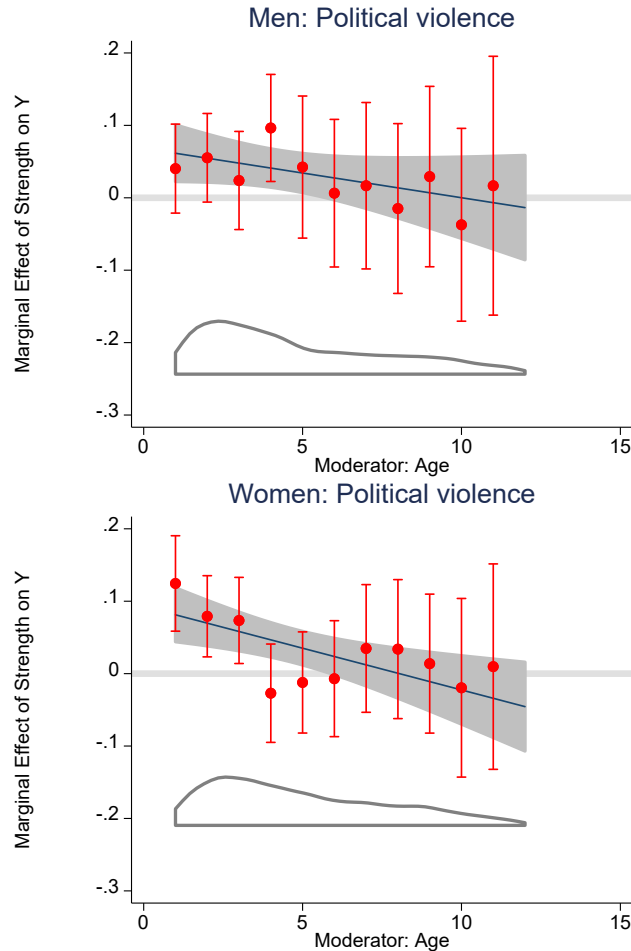 Men: Political violence
Marginal Effect of Strength on Y
.2
.1
0
-.1
-.2
-.3
0 5 10 15
Moderator: Age
Women: Political violence
Marginal Effect of Strength on Y
.2
.1
0
-.1
-.2
-.3
0 5 10 15
Moderator: Age